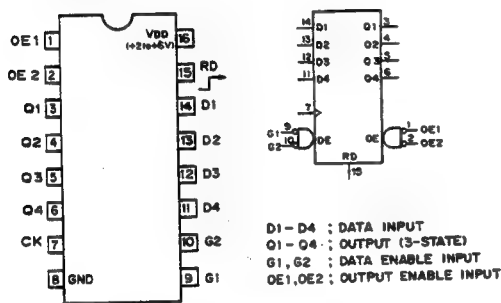 OE1 1
OE2 2
Q1 3
Q2 4
Q3 5
Q4 6
CK 7
8 GND
16 VDD
(+2 to +6V)
15 RD
14 D1
13 D2
12 D3
11 D4
10 G2
9 G1
14 D1 Q1 3
13 D2 Q2 4
12 D3 Q3 5
11 D4 Q4 6
7
G1 9
G2 10
DE
OE
1 OE1
2 OE2
RD
15
D1-D4 ; DATA INPUT
Q1-Q4 ; OUTPUT (3-STATE)
G1,G2 ; DATA ENABLE INPUT
OE1,OE2 ; OUTPUT ENABLE INPUT